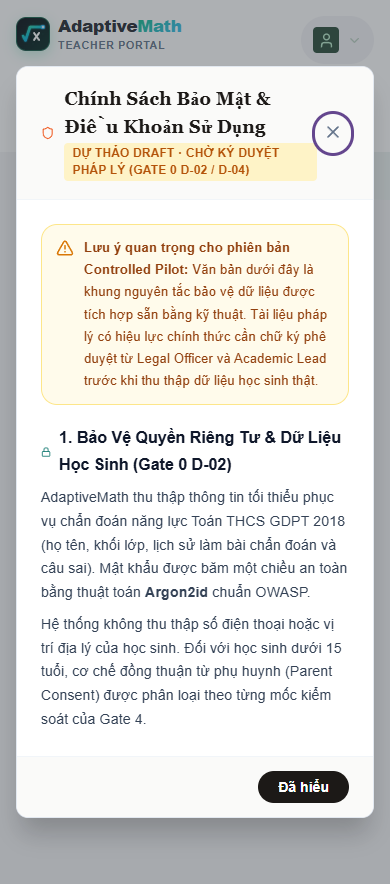 AdaptiveMath
TEACHER PORTAL
Chính Sách Bảo Mật &
Điều Khoản Sử Dụng
DỰ THẢO DRAFT · CHỜ KÝ DUYỆT
PHÁP LÝ (GATE 0 D-02 / D-04)
Lưu ý quan trọng cho phiên bản
Controlled Pilot: Văn bản dưới đây là
khung nguyên tắc bảo vệ dữ liệu được
tích hợp sẵn bằng kỹ thuật. Tài liệu pháp
lý có hiệu lực chính thức cần chữ ký phê
duyệt từ Legal Officer và Academic Lead
trước khi thu thập dữ liệu học sinh thật.
1. Bảo Vệ Quyền Riêng Tư & Dữ Liệu
Học Sinh (Gate 0 D-02)
AdaptiveMath thu thập thông tin tối thiểu phục
vụ chẩn đoán năng lực Toán THCS GDPT 2018
(họ tên, khối lớp, lịch sử làm bài chẩn đoán và
câu sai). Mật khẩu được băm một chiều an toàn
bằng thuật toán Argon2id chuẩn OWASP.
Hệ thống không thu thập số điện thoại hoặc vị
trí địa lý của học sinh. Đối với học sinh dưới 15
tuổi, cơ chế đồng thuận từ phụ huynh (Parent
Consent) được phân loại theo từng mốc kiểm
soát của Gate 4.
Đã hiểu